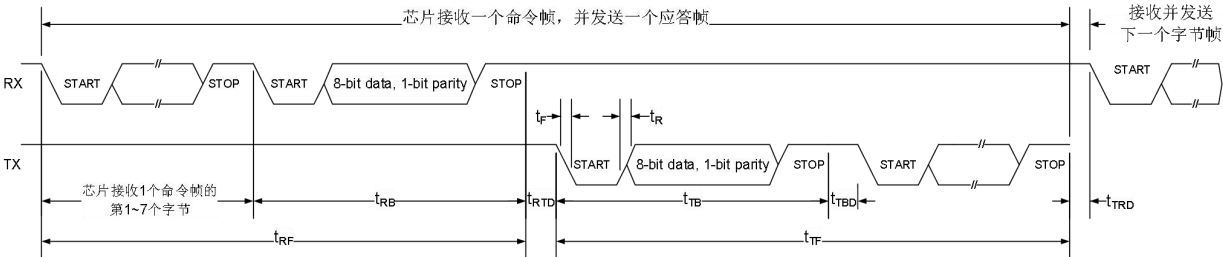 芯片接收一个命令帧，并发送一个应答帧
接收并发送
下一个字节帧
RX
START
//
//
STOP
START
8-bit data, 1-bit parity
STOP
START
//
//
tF
tR
TX
START
8-bit data, 1-bit parity
STOP
START
//
//
STOP
芯片接收1个命令帧的
第1~7个字节
tRB
tRTD
tTB
tTBD
tTRD
tRF
tTF